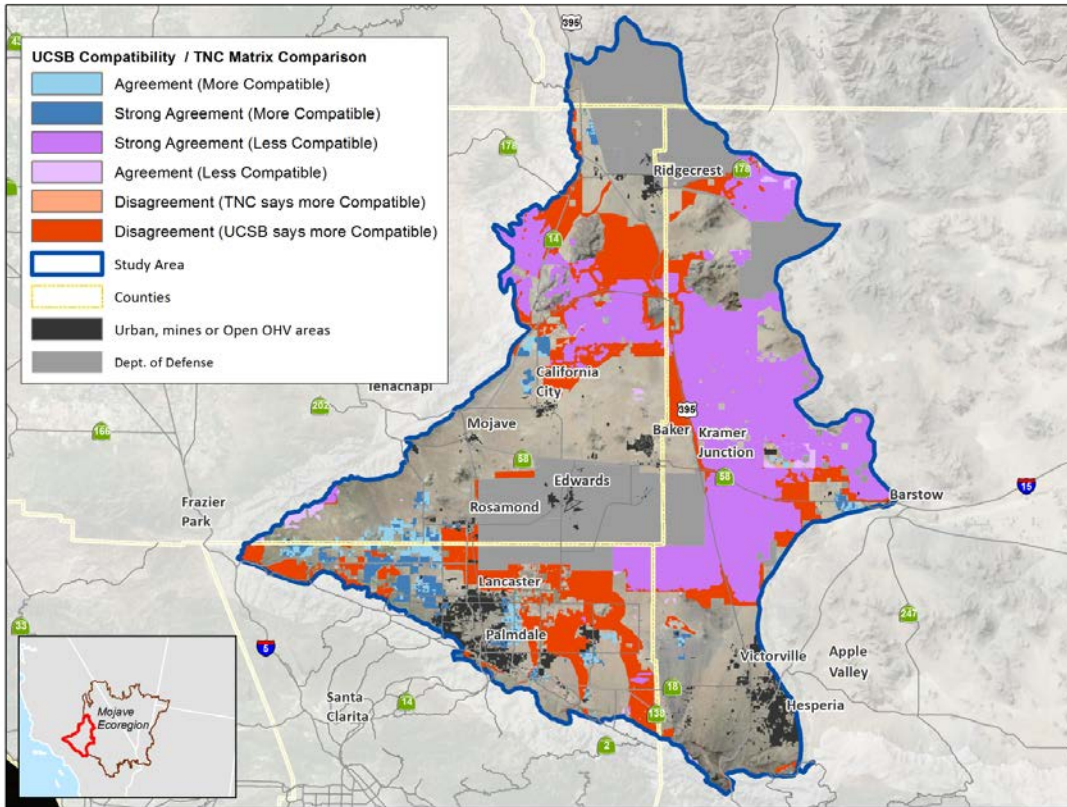 395
UCSB Compatibility / TNC Matrix Comparison
Agreement (More Compatible)
Strong Agreement (More Compatible)
Strong Agreement (Less Compatible)
Agreement (Less Compatible)
Disagreement (TNC says more Compatible)
Disagreement (UCSB says more Compatible)
Study Area
Counties
Urban, mines or Open OHV areas
Dept. of Defense
178
Ridgecrest
178
14
California
City
Tehachapi
202
Mojave
395
Baker
Kramer
Junction
166
58
58
Edwards
Rosamond
Barstow
15
Frazier
Park
Lancaster
33
5
Palmdale
247
Victorville
Apple
Valley
Hesperia
Santa
Clarita
14
18
138
2
Mojave
Ecoregion